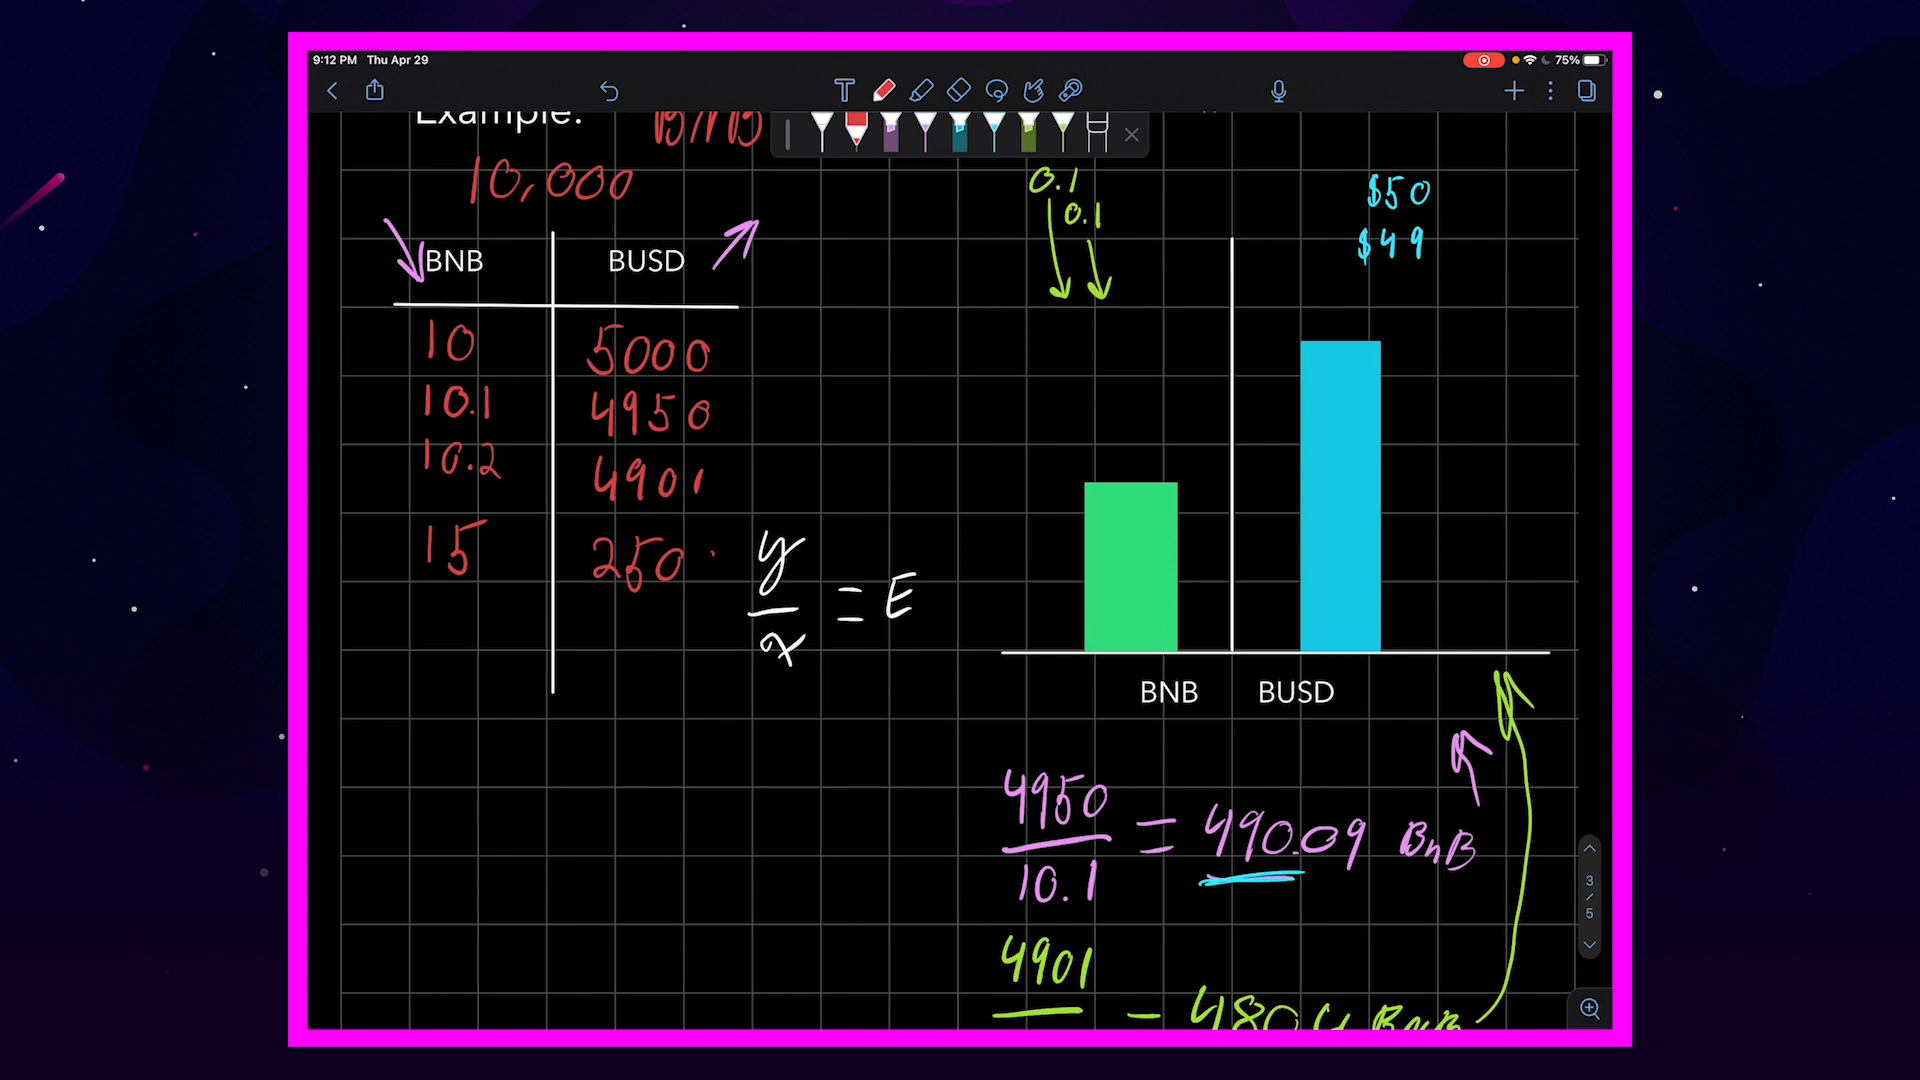 9:12 PM Thu Apr 29
75%
Example:
BNB
10,000
BNB BUSD
10 5000
10.1 4950
10.2 4901
15 250
y
x
= E
0.1
0.1
$50
$49
BNB BUSD
4950
10.1
= 490.09 BnB
4901
3
/
5